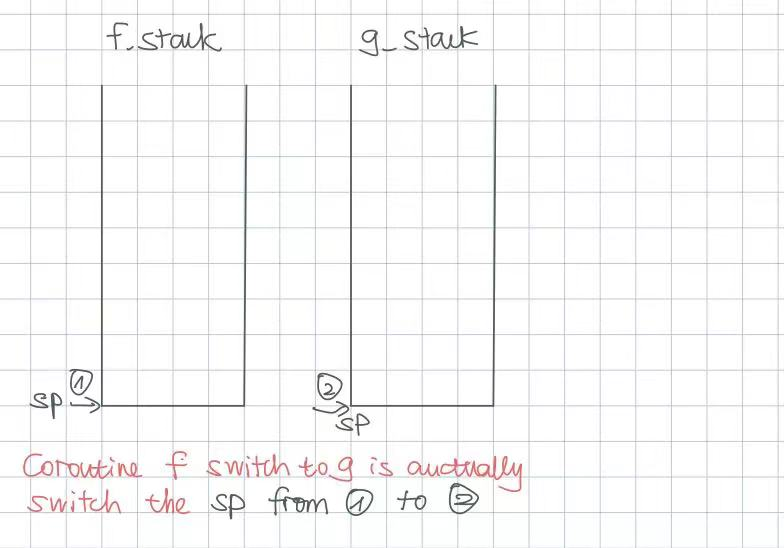 f_stack
g_stack
①
sp
②
sp
Coroutine f switch to g is auctually
switch the sp from ① to ②